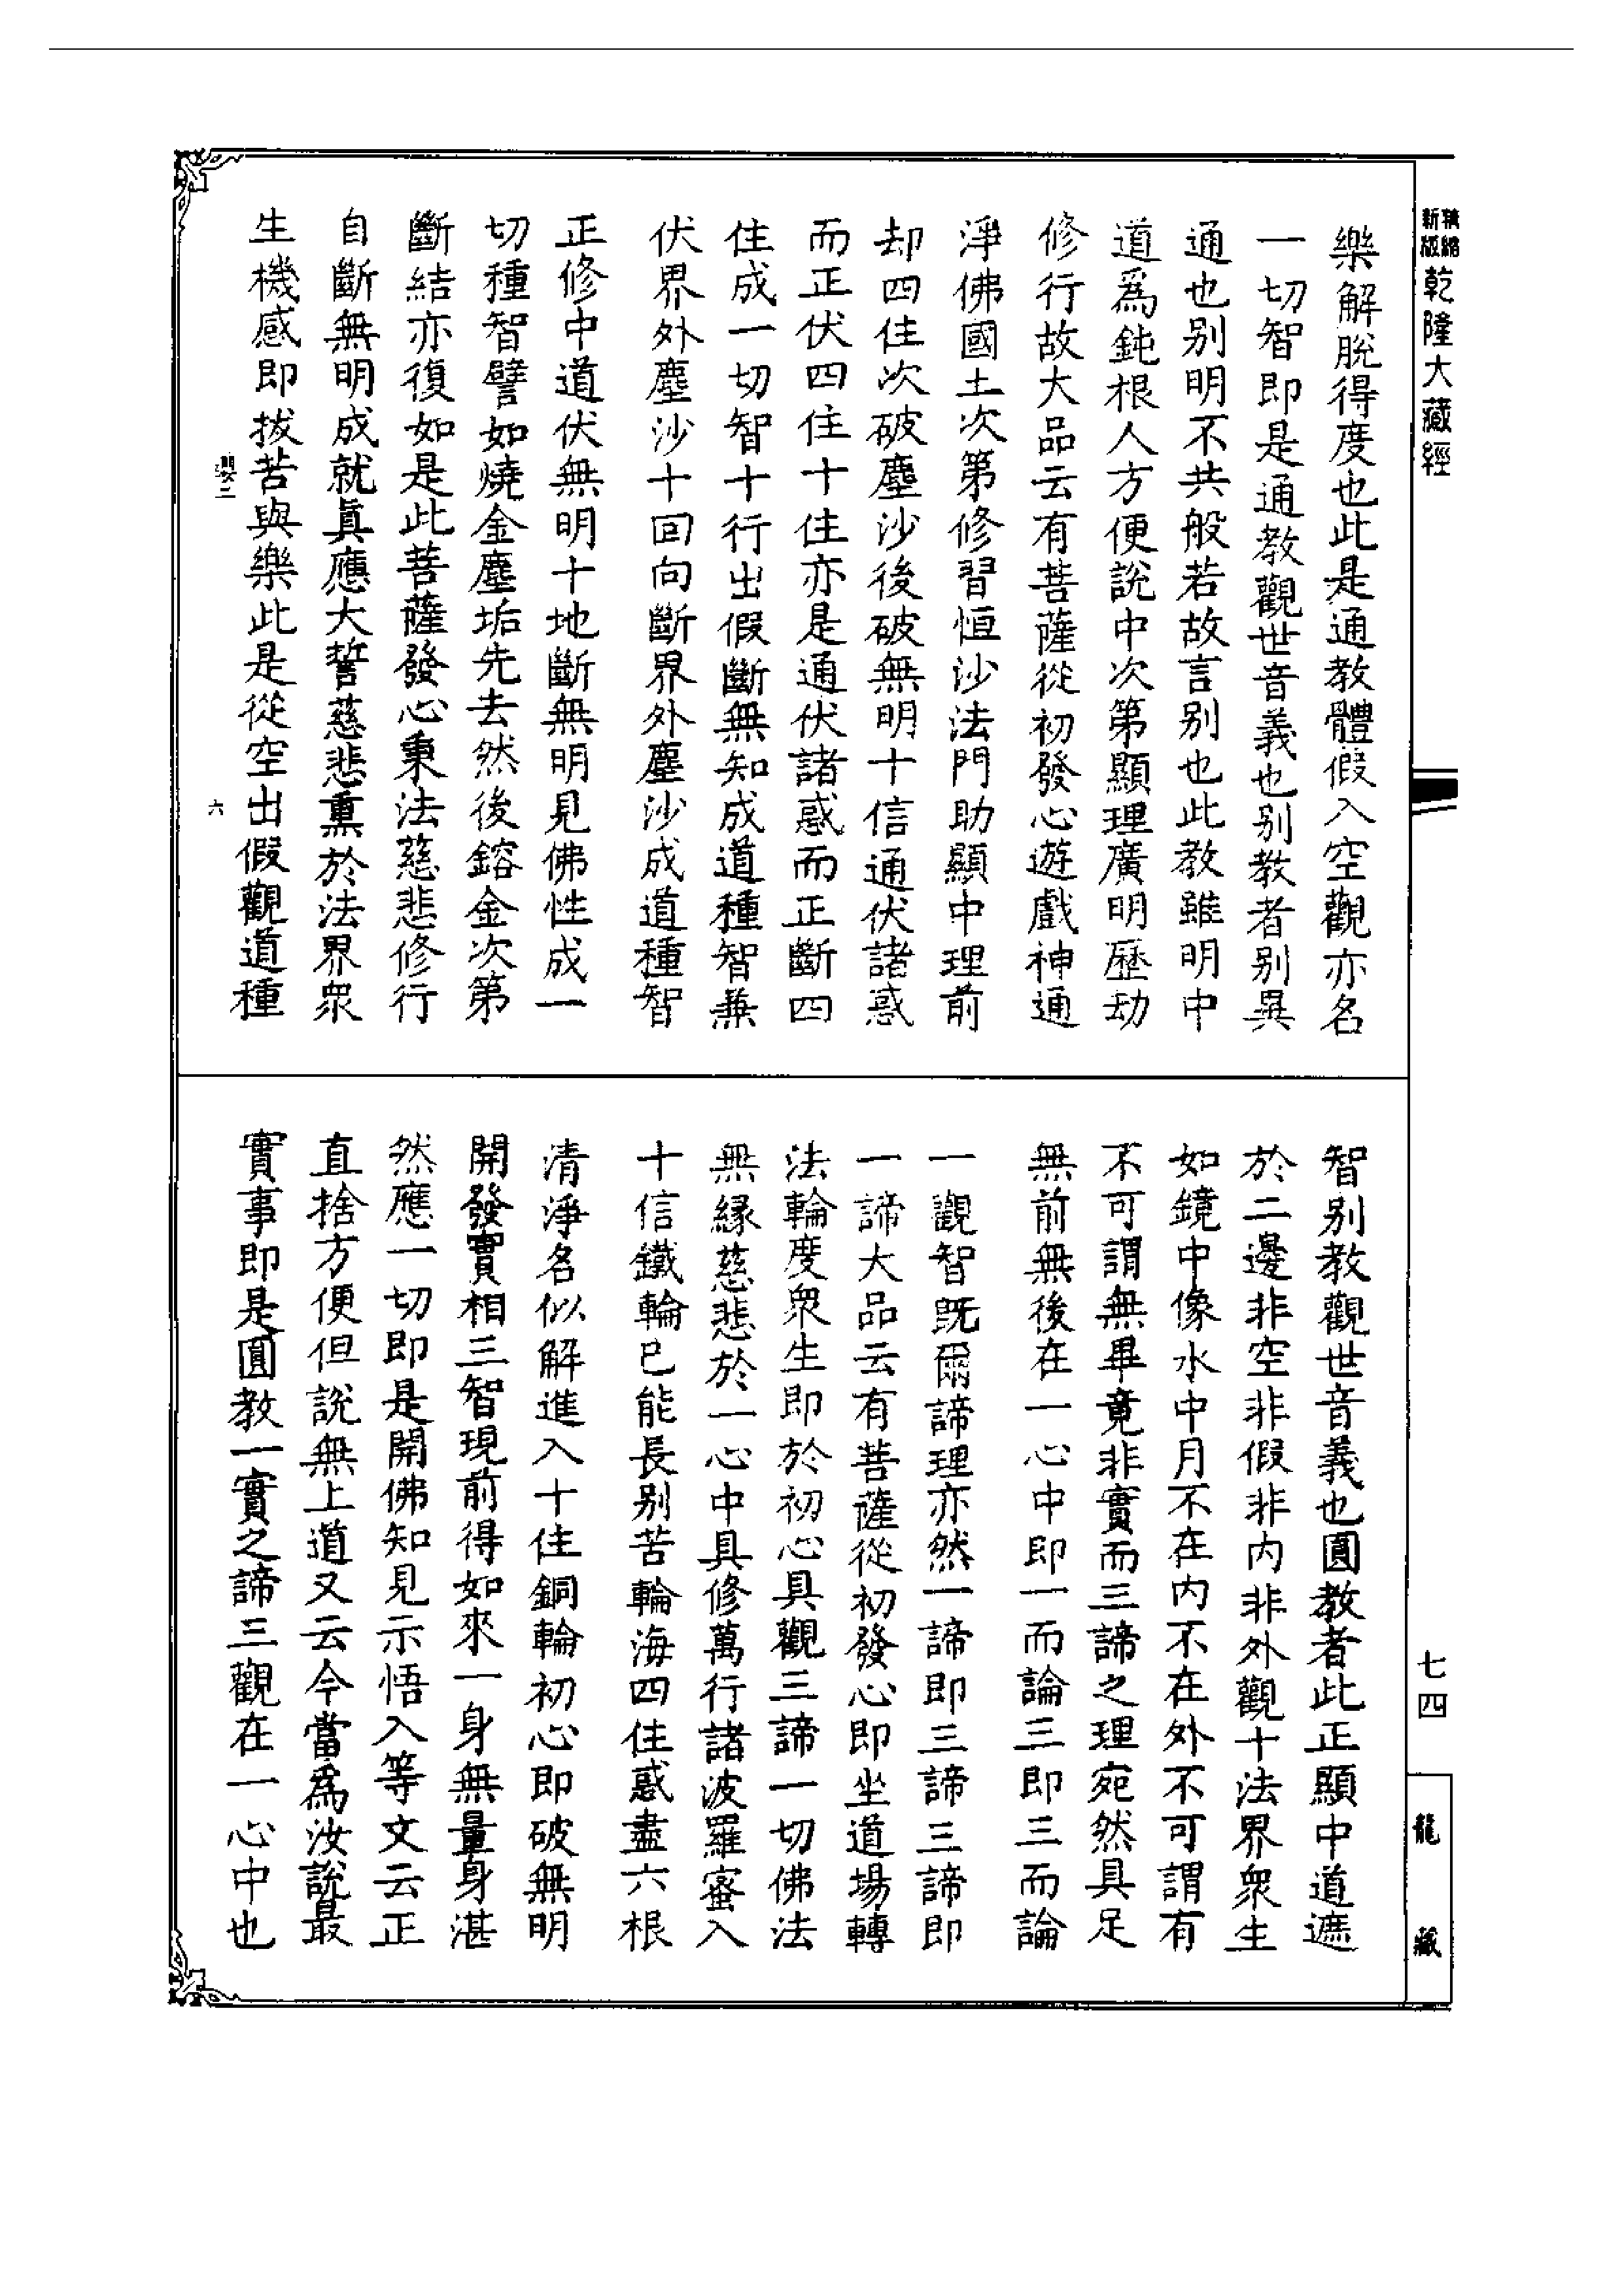 精縮新版乾隆大藏經
樂解脫得度也此是通教體假入空觀亦名
一切智即是通教觀世音義也別教者別異
通也別明不共般若故言別也此教雖明中
道爲鈍根人方便說中次第顯理廣明歷劫
修行故大品云有菩薩從初發心遊戲神通
淨佛國土次第修習恒沙法門助顯中理前
却四住次破塵沙後破無明十信通伏諸惑
而正伏四住十住亦是通伏諸惑而正斷四
住成一切智十行出假斷無知成道種智兼
伏界外塵沙十回向斷界外塵沙成道種智
正修中道伏無明十地斷無明見佛性成一
切種智譬如燒金塵垢先去然後鎔金次第
斷結亦復如是此菩薩發心秉法慈悲修行
自斷無明成就眞應大誓慈悲熏於法界衆
生機感即拔苦與樂此是從空出假觀道種
六
智別教觀世音義也圓教者此正顯中道遮
於二邊非空非假非內非外觀十法界衆生
如鏡中像水中月不在內不在外不可謂有
不可謂無畢竟非實而三諦之理宛然具足
無前無後在一心中即一而論三即三而論
一觀智既爾諦理亦然一諦即三諦三諦即
一諦大品云有菩薩從初發心即坐道場轉
法輪度衆生即於初心具觀三諦一切佛法
無緣慈悲於一心中具修萬行諸波羅蜜入
十信鐵輪已能長別苦輪海四住惑盡六根
清淨名似解進入十住銅輪初心即破無明
開發實相三智現前得如來一身無量身湛
然應一切即是開佛知見示悟入等文云正
直捨方便但說無上道又云今當爲汝說最
實事即是圓教一實之諦三觀在一心中也
七四
龍藏